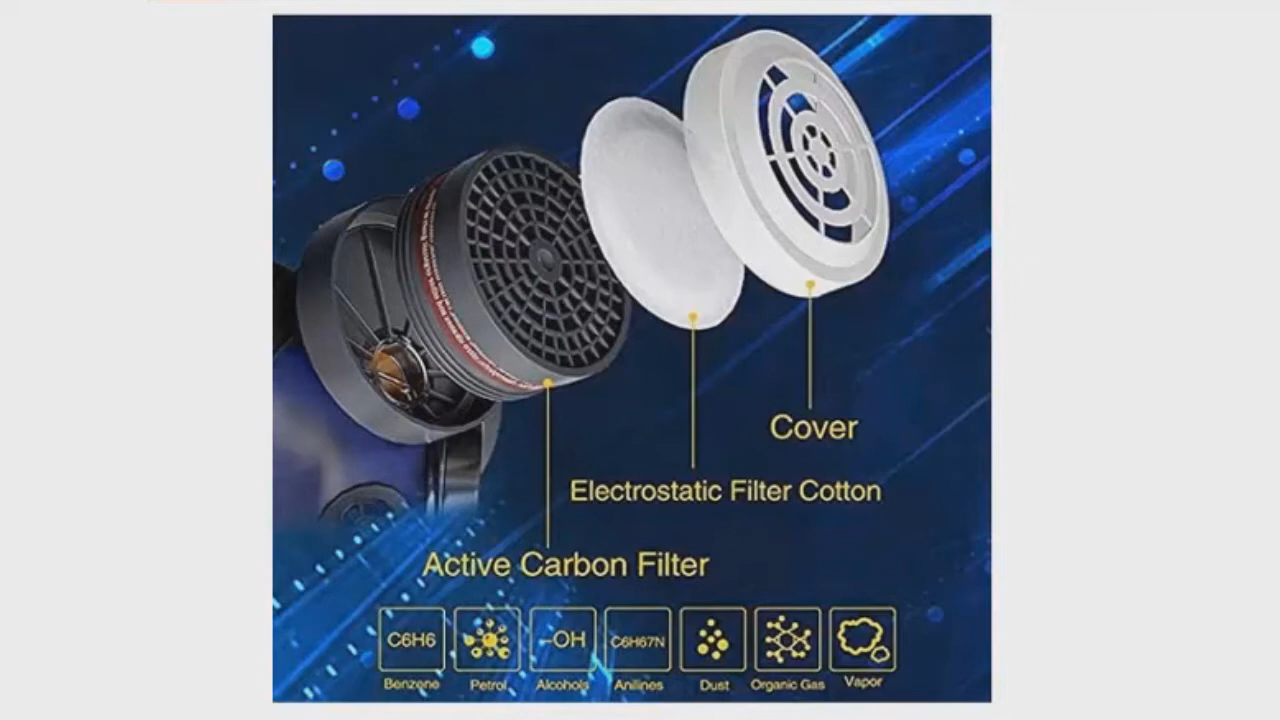 Cover
Electrostatic Filter Cotton
Active Carbon Filter
C6H6
-OH
C6H67N
Benzene
Petrol
Alcohols
Anilines
Dust
Organic Gas
Vapor